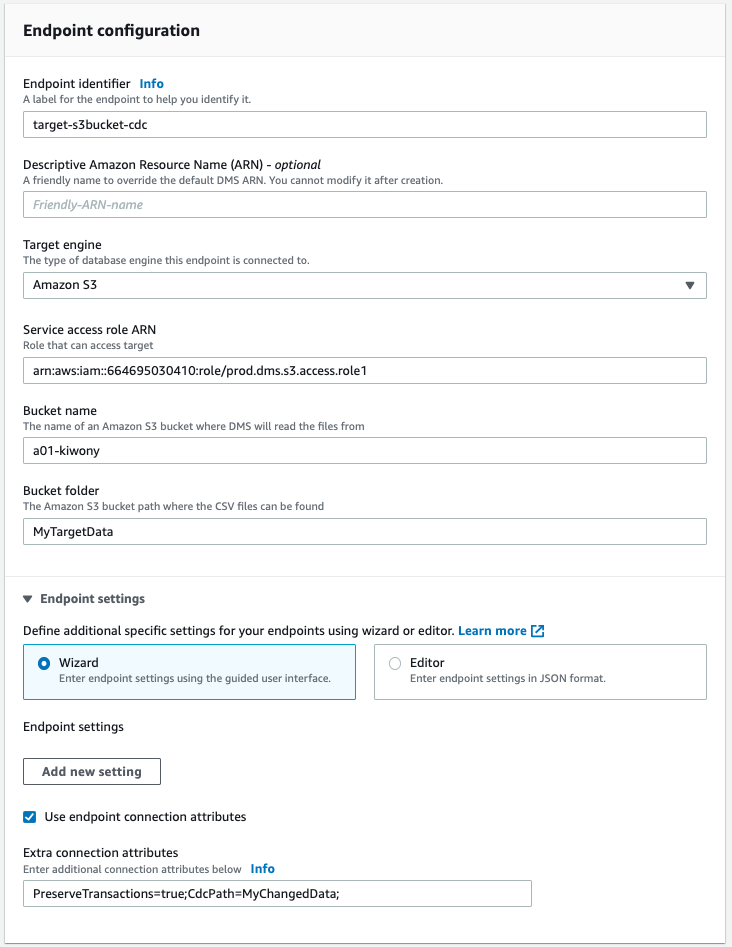 Endpoint configuration
Endpoint identifier Info
A label for the endpoint to help you identify it.
target-s3bucket-cdc
Descriptive Amazon Resource Name (ARN) - optional
A friendly name to override the default DMS ARN. You cannot modify it after creation.
Friendly-ARN-name
Target engine
The type of database engine this endpoint is connected to.
Amazon S3
Service access role ARN
Role that can access target
arn:aws:iam::664695030410:role/prod.dms.s3.access.role1
Bucket name
The name of an Amazon S3 bucket where DMS will read the files from
a01-kiwony
Bucket folder
The Amazon S3 bucket path where the CSV files can be found
MyTargetData
Endpoint settings
Define additional specific settings for your endpoints using wizard or editor. Learn more
Wizard
Enter endpoint settings using the guided user interface.
Editor
Enter endpoint settings in JSON format.
Endpoint settings
Add new setting
Use endpoint connection attributes
Extra connection attributes
Enter additional connection attributes below Info
PreserveTransactions=true;CdcPath=MyChangedData;